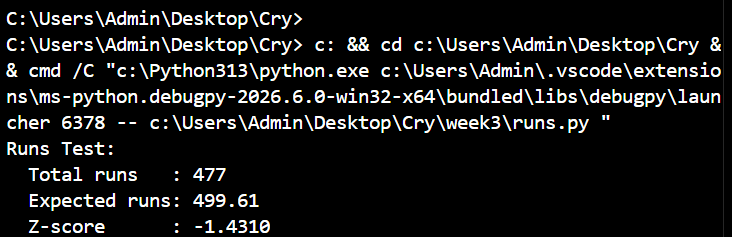 C:\Users\Admin\Desktop\Cry>
C:\Users\Admin\Desktop\Cry> c: && cd c:\Users\Admin\Desktop\Cry &
& cmd /C "c:\Python313\python.exe c:\Users\Admin\.vscode\extensio
ns\ms-python.debugpy-2026.6.0-win32-x64\bundled\libs\debugpy\laun
cher 6378 -- c:\Users\Admin\Desktop\Cry\week3\runs.py "
Runs Test:
  Total runs   : 477
  Expected runs: 499.61
  Z-score      : -1.4310